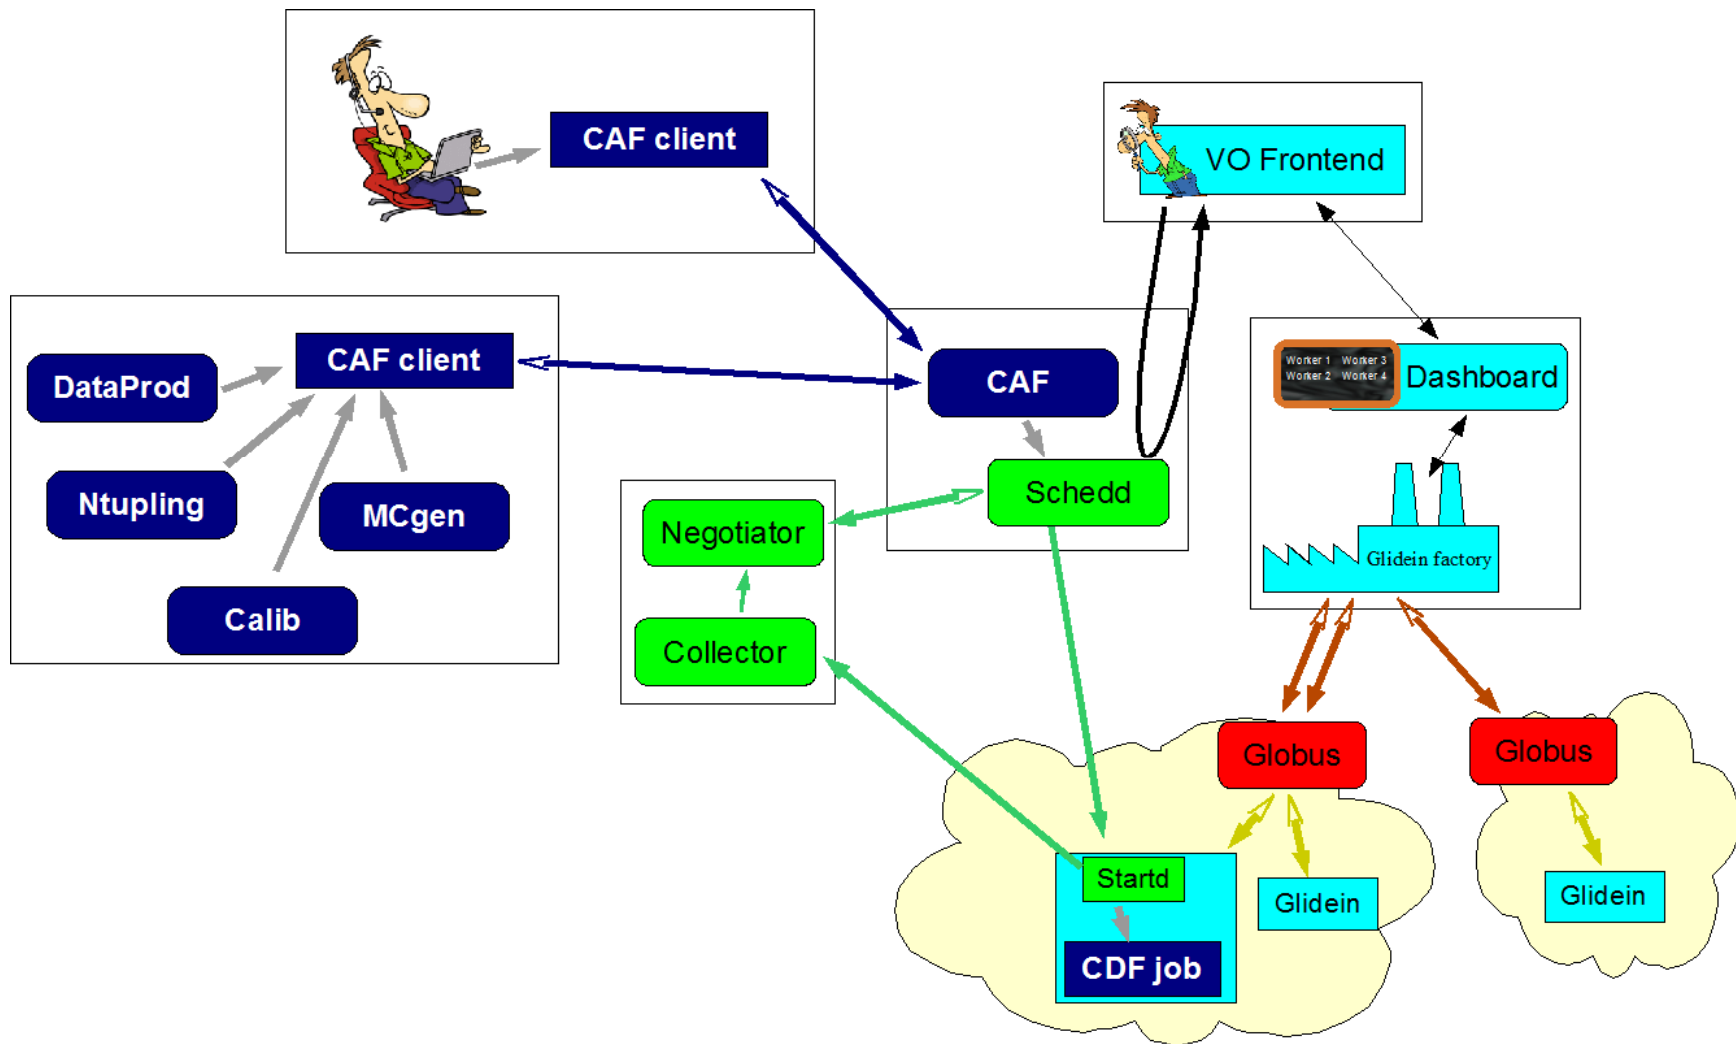 CAF client
VO Frontend
CAF client
DataProd
Ntupling
MCgen
Calib
CAF
Schedd
Negotiator
Collector
Worker 1 Worker 3
Worker 2 Worker 4
Dashboard
Glidein factory
Globus
Globus
Startd
CDF job
Glidein
Glidein